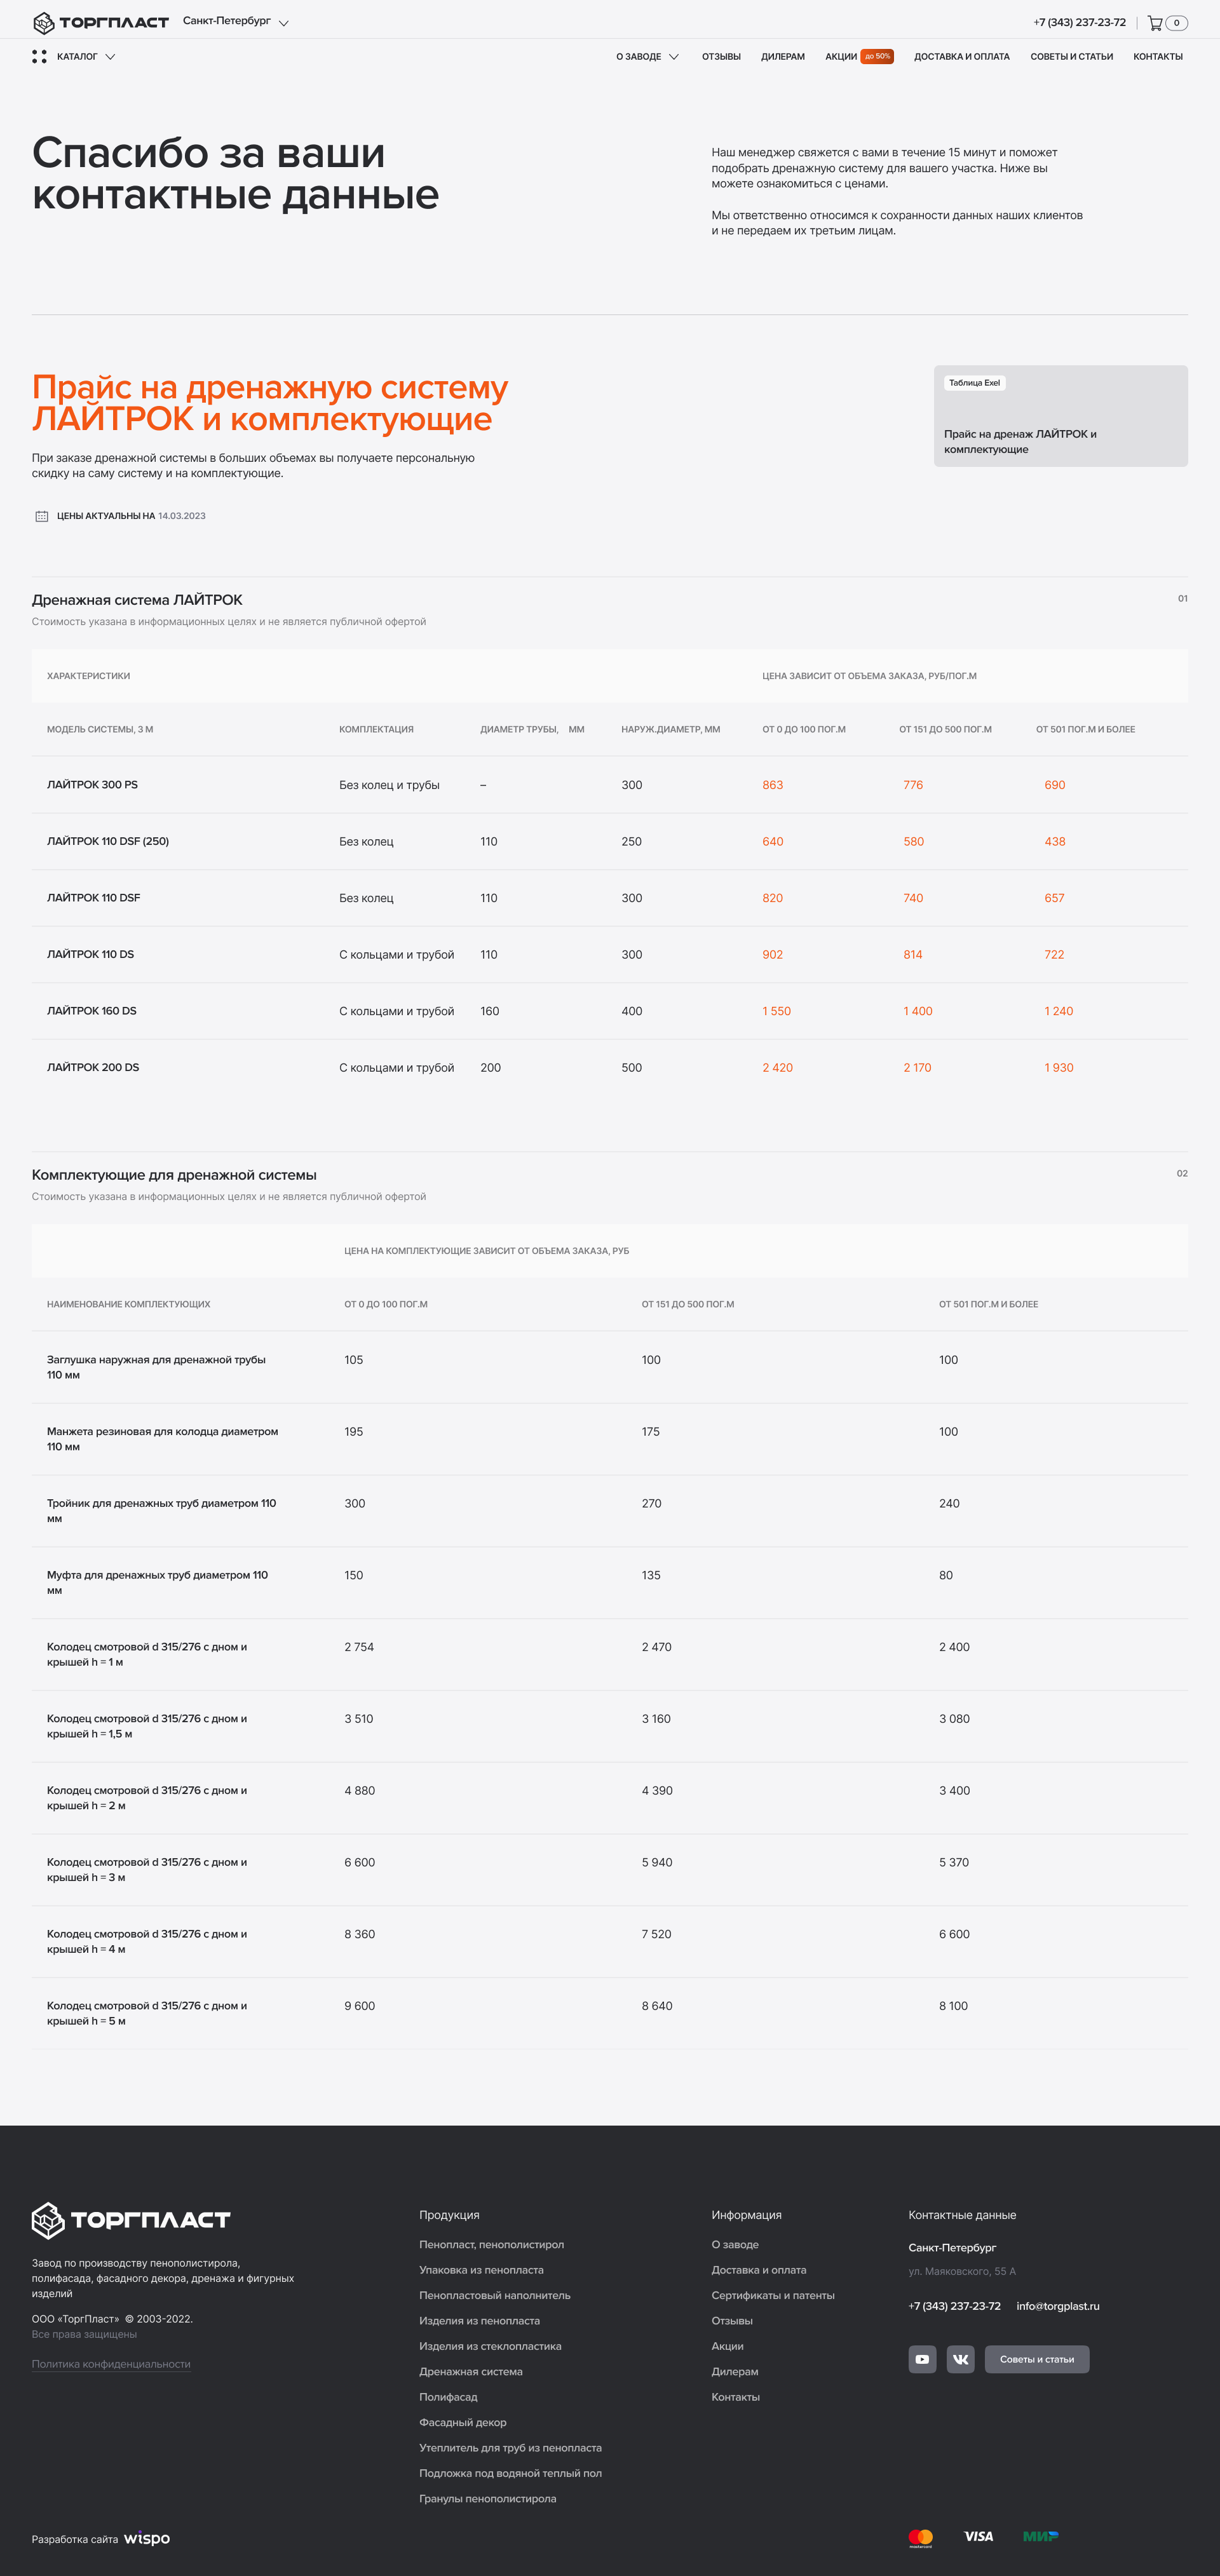 ТОРГПЛАСТ
Санкт-Петербург
+7 (343) 237-23-72
0
КАТАЛОГ
О ЗАВОДЕ
ОТЗЫВЫ
ДИЛЕРАМ
АКЦИИ до 50%
ДОСТАВКА И ОПЛАТА
СОВЕТЫ И СТАТЬИ
КОНТАКТЫ
Спасибо за ваши
контактные данные
Наш менеджер свяжется с вами в течение 15 минут и поможет
подобрать дренажную систему для вашего участка. Ниже вы
можете ознакомиться с ценами.
Мы ответственно относимся к сохранности данных наших клиентов
и не передаем их третьим лицам.
Прайс на дренажную систему
ЛАЙТРОК и комплектующие
При заказе дренажной системы в больших объемах вы получаете персональную
скидку на саму систему и на комплектующие.
ЦЕНЫ АКТУАЛЬНЫ НА 14.03.2023
Таблица Exel
Прайс на дренаж ЛАЙТРОК и
комплектующие
Дренажная система ЛАЙТРОК
01
Стоимость указана в информационных целях и не является публичной офертой
ХАРАКТЕРИСТИКИ
ЦЕНА ЗАВИСИТ ОТ ОБЪЕМА ЗАКАЗА, РУБ/ПОГ.М
МОДЕЛЬ СИСТЕМЫ, 3 М
КОМПЛЕКТАЦИЯ
ДИАМЕТР ТРУБЫ, ММ
НАРУЖ.ДИАМЕТР, ММ
ОТ 0 ДО 100 ПОГ.М
ОТ 151 ДО 500 ПОГ.М
ОТ 501 ПОГ.М И БОЛЕЕ
ЛАЙТРОК 300 PS
Без колец и трубы
–
300
863
776
690
ЛАЙТРОК 110 DSF (250)
Без колец
110
250
640
580
438
ЛАЙТРОК 110 DSF
Без колец
110
300
820
740
657
ЛАЙТРОК 110 DS
С кольцами и трубой
110
300
902
814
722
ЛАЙТРОК 160 DS
С кольцами и трубой
160
400
1 550
1 400
1 240
ЛАЙТРОК 200 DS
С кольцами и трубой
200
500
2 420
2 170
1 930
Комплектующие для дренажной системы
02
Стоимость указана в информационных целях и не является публичной офертой
ЦЕНА НА КОМПЛЕКТУЮЩИЕ ЗАВИСИТ ОТ ОБЪЕМА ЗАКАЗА, РУБ
НАИМЕНОВАНИЕ КОМПЛЕКТУЮЩИХ
ОТ 0 ДО 100 ПОГ.М
ОТ 151 ДО 500 ПОГ.М
ОТ 501 ПОГ.М И БОЛЕЕ
Заглушка наружная для дренажной трубы
110 мм
105
100
100
Манжета резиновая для колодца диаметром
110 мм
195
175
100
Тройник для дренажных труб диаметром 110
мм
300
270
240
Муфта для дренажных труб диаметром 110
мм
150
135
80
Колодец смотровой d 315/276 с дном и
крышей h = 1 м
2 754
2 470
2 400
Колодец смотровой d 315/276 с дном и
крышей h = 1,5 м
3 510
3 160
3 080
Колодец смотровой d 315/276 с дном и
крышей h = 2 м
4 880
4 390
3 400
Колодец смотровой d 315/276 с дном и
крышей h = 3 м
6 600
5 940
5 370
Колодец смотровой d 315/276 с дном и
крышей h = 4 м
8 360
7 520
6 600
Колодец смотровой d 315/276 с дном и
крышей h = 5 м
9 600
8 640
8 100
ТОРГПЛАСТ
Завод по производству пенополистирола,
полифасада, фасадного декора, дренажа и фигурных
изделий
ООО «ТоргПласт» © 2003-2022.
Все права защищены
Политика конфиденциальности
Продукция
Пенопласт, пенополистирол
Упаковка из пенопласта
Пенопластовый наполнитель
Изделия из пенопласта
Изделия из стеклопластика
Дренажная система
Полифасад
Фасадный декор
Утеплитель для труб из пенопласта
Подложка под водяной теплый пол
Гранулы пенополистирола
Информация
О заводе
Доставка и оплата
Сертификаты и патенты
Отзывы
Акции
Дилерам
Контакты
Контактные данные
Санкт-Петербург
ул. Маяковского, 55 А
+7 (343) 237-23-72
info@torgplast.ru
Советы и статьи
Разработка сайта wispo
mastercard
VISA
МИР